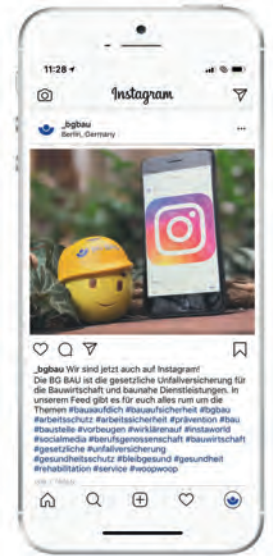 11:28
Instagram
_bgbau
Berlin, Germany
_bgbau Wir sind jetzt auch auf Instagram!
Die BG BAU ist die gesetzliche Unfallversicherung für
die Bauwirtschaft und baunahe Dienstleistungen. In
unserem Feed gibt es für euch alles rum um die
Themen #bauaufdich #bauaufsicherheit #bgbau
#arbeitsschutz #arbeitssicherheit #prävention #bau
#baustelle #vorbeugen #wirklärenauf #instaworld
#socialmedia #berufsgenossenschaft #bauwirtschaft
#gesetzliche #unfallversicherung
#gesundheitsschutz #bleibgesund #gesundheit
#rehabilitation #service #woopwoop